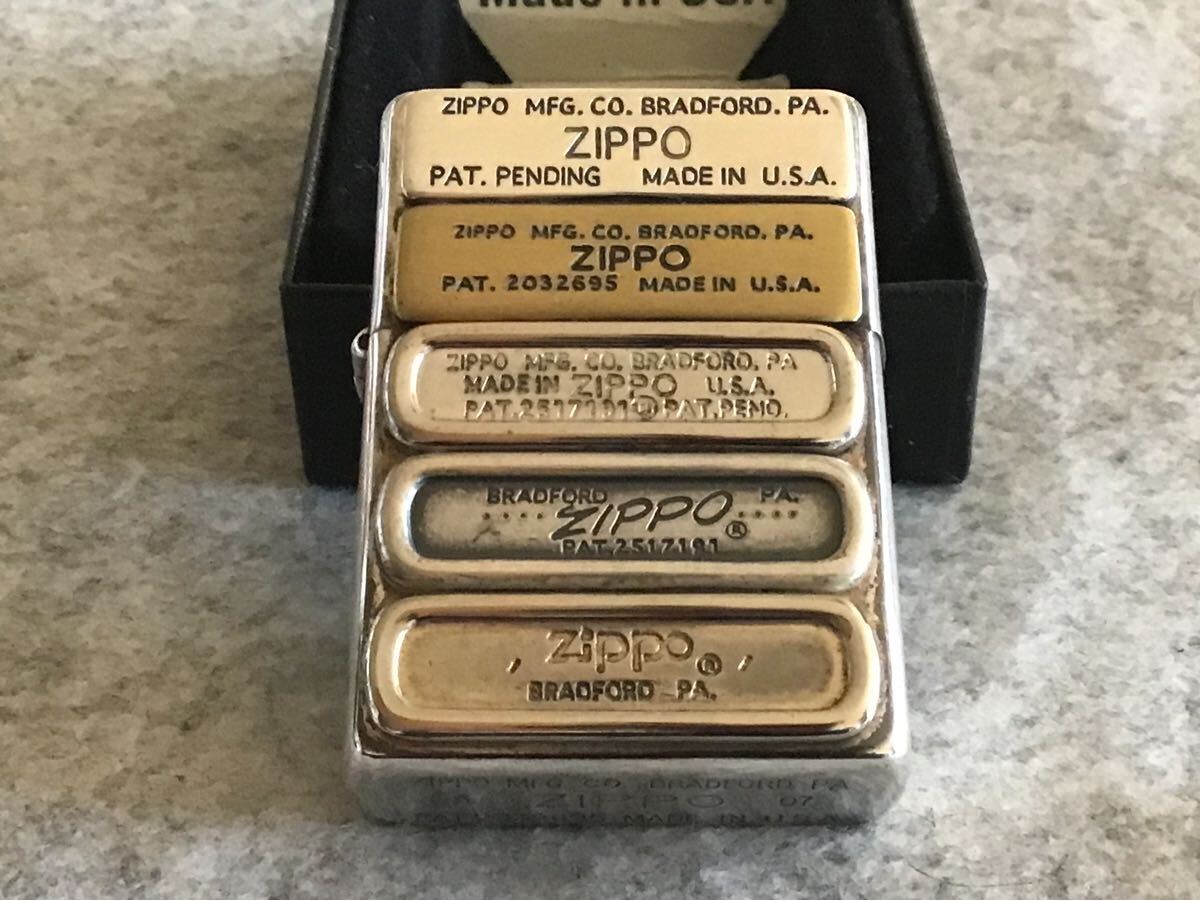 Made in USA
ZIPPO MFG. CO. BRADFORD. PA.
ZIPPO
PAT. PENDING MADE IN U.S.A.
ZIPPO MFG. CO. BRADFORD. PA.
ZIPPO
PAT. 2032695 MADE IN U.S.A.
ZIPPO MFG. CO. BRADFORD. PA
MADE IN ZIPPO U.S.A.
PAT.2517191 ® PAT.PEND.
BRADFORD PA.
....ZIPPO ®....
PAT.2517191
, Zippo ® ,
BRADFORD PA.
ZIPPO MFG. CO. BRADFORD. PA
ZIPPO 07
MADE IN U.S.A.